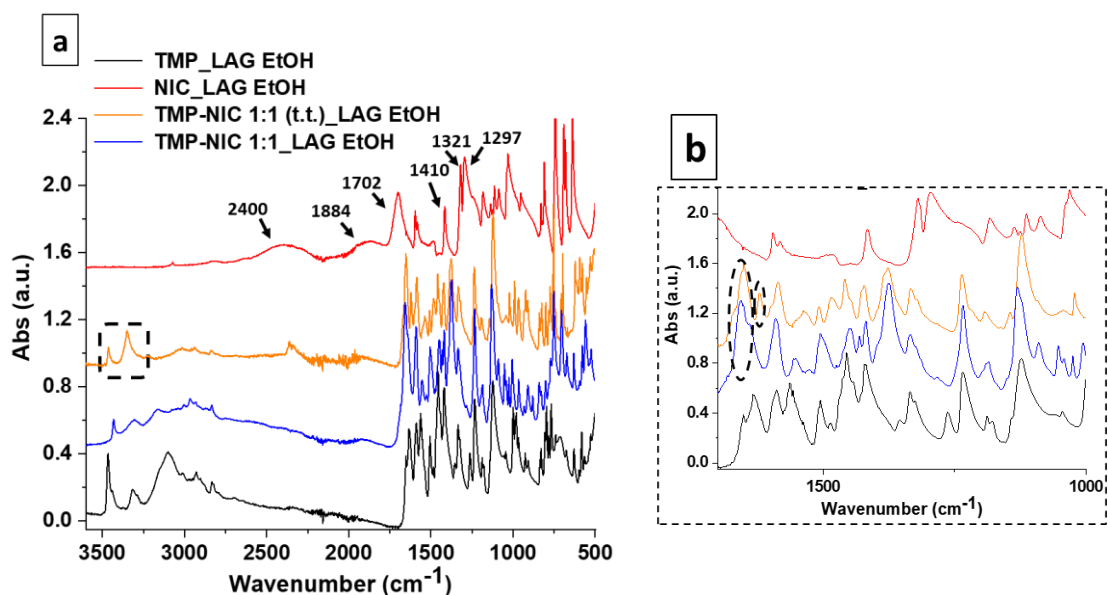 a
TMP_LAG EtOH
NIC_LAG EtOH
TMP-NIC 1:1 (t.t.)_LAG EtOH
TMP-NIC 1:1_LAG EtOH
2.4
2.0
1.6
1.2
0.8
0.4
0.0
Abs (a.u.)
2400
1884
1702
1410
1321
1297
3500
3000
2500
2000
1500
1000
500
Wavenumber (cm-1)
b
2.0
1.6
1.2
0.8
0.4
0.0
Abs (a.u.)
1500
1000
Wavenumber (cm-1)